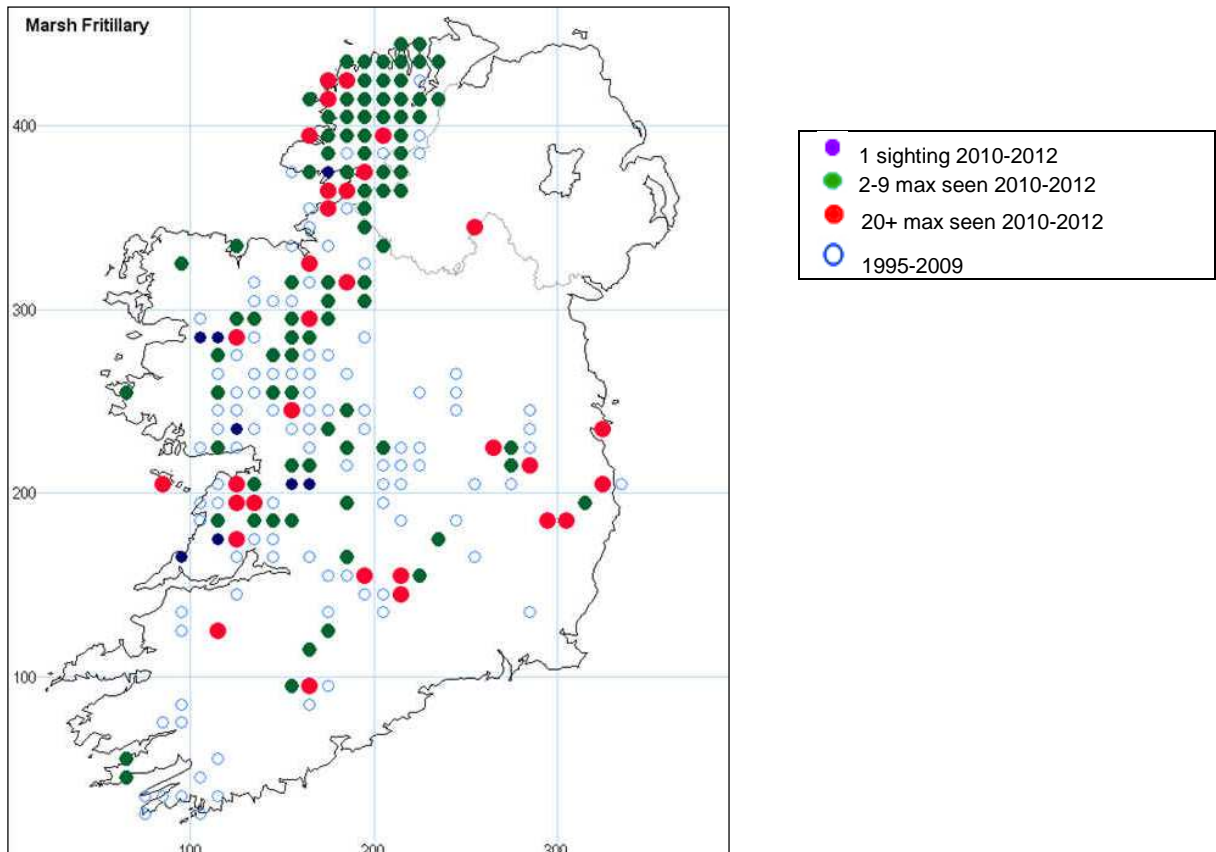 Marsh Fritillary
400
300
200
100
100 200 300
1 sighting 2010-2012
2-9 max seen 2010-2012
20+ max seen 2010-2012
1995-2009